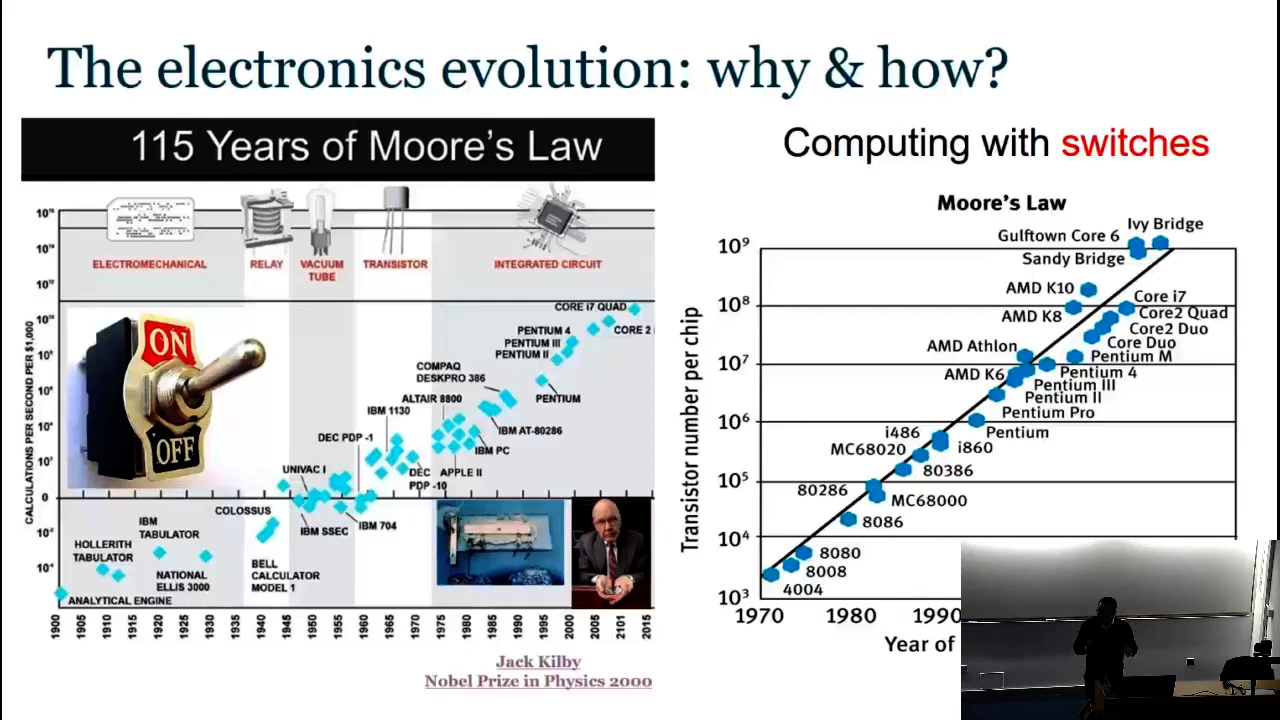 The electronics evolution: why & how?
115 Years of Moore's Law
ELECTROMECHANICAL
RELAY
VACUUM
TUBE
TRANSISTOR
INTEGRATED CIRCUIT
CALCULATIONS PER SECOND PER $1,000
ON
OFF
CORE i7 QUAD
PENTIUM 4
CORE 2
PENTIUM III
PENTIUM II
COMPAQ
DESKPRO 386
PENTIUM
ALTAIR 8800
IBM 1130
IBM AT-80286
DEC PDP -1
IBM PC
UNIVAC I
DEC
PDP -10
APPLE II
COLOSSUS
IBM SSEC
IBM 704
IBM
TABULATOR
HOLLERITH
TABULATOR
NATIONAL
ELLIS 3000
BELL
CALCULATOR
MODEL 1
ANALYTICAL ENGINE
0
1900 1905 1910 1915 1920 1925 1930 1935 1940 1945 1950 1955 1960 1965 1970 1975 1980 1985 1990 1995 2000 2005 2101 2015
Jack Kilby
Nobel Prize in Physics 2000
Computing with switches
Moore's Law
Transistor number per chip
10⁹
10⁸
10⁷
10⁶
10⁵
10⁴
10³
Ivy Bridge
Gulftown Core 6
Sandy Bridge
AMD K10
Core i7
AMD K8
Core2 Quad
Core2 Duo
Core Duo
AMD Athlon
Pentium M
AMD K6
Pentium 4
Pentium III
Pentium II
Pentium Pro
i486
Pentium
MC68020
i860
80386
80286
MC68000
8086
8080
8008
4004
1970 1980 1990
Year of